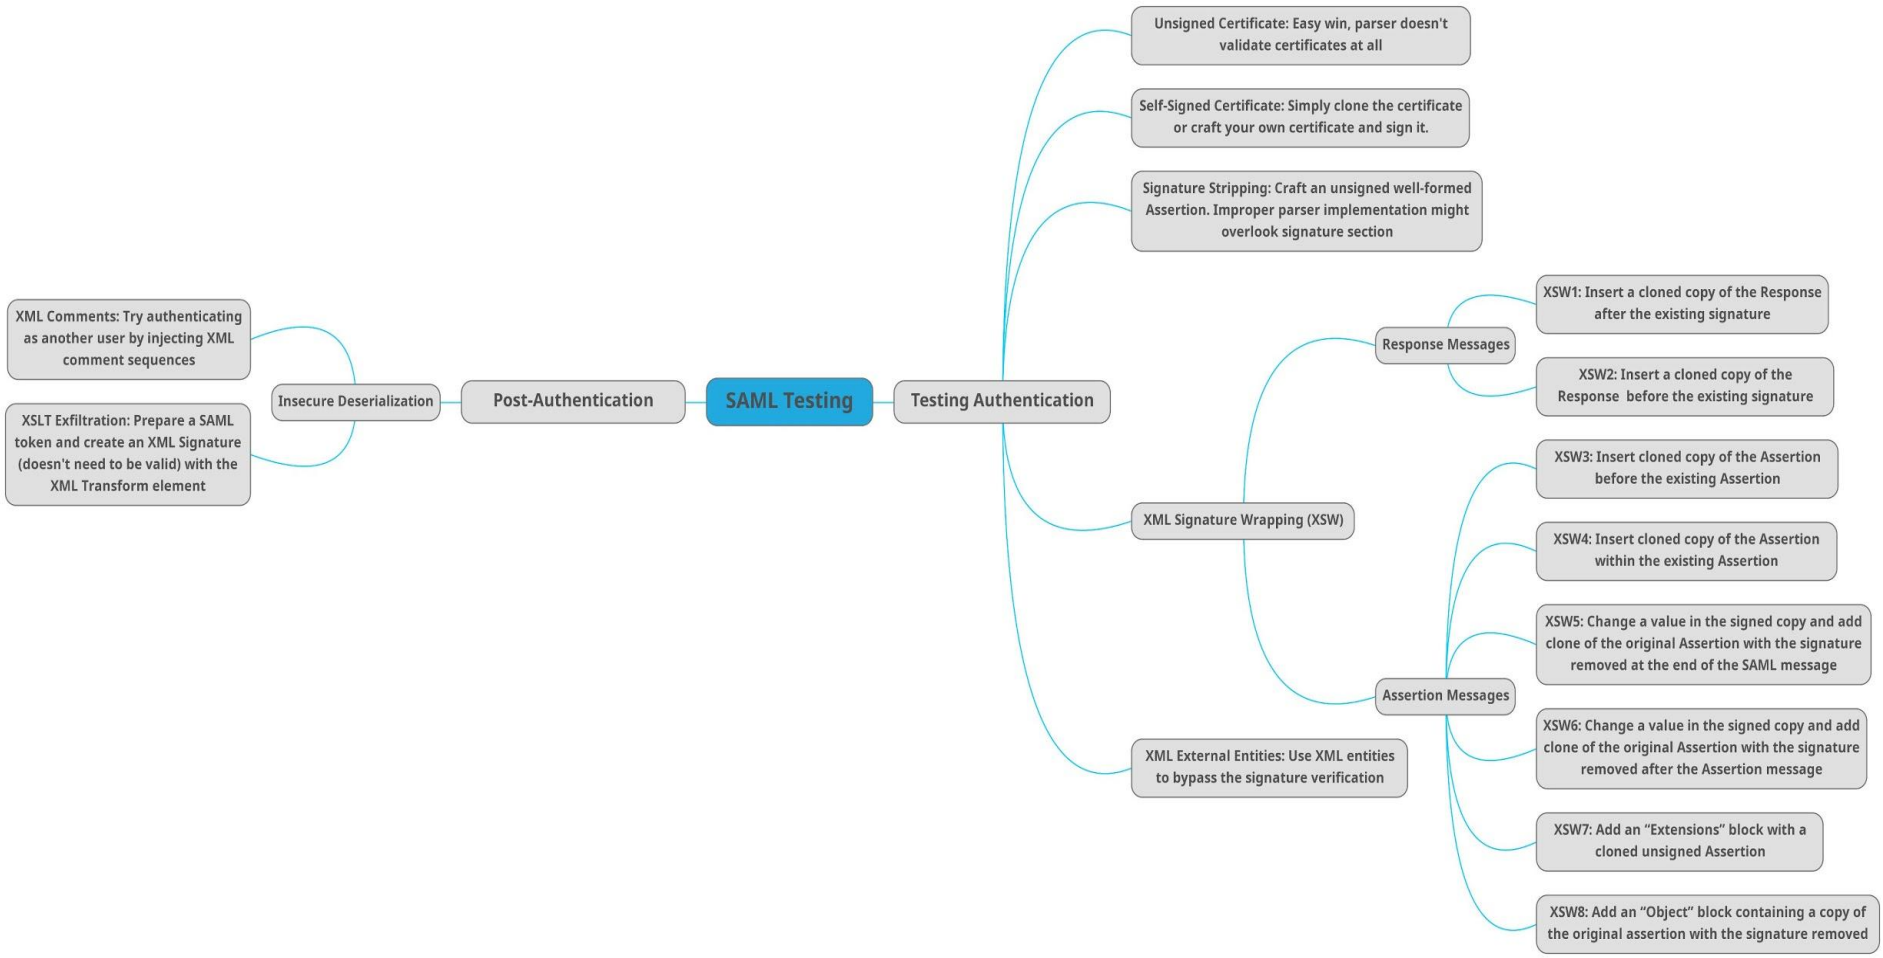 Unsigned Certificate: Easy win, parser doesn't
validate certificates at all
Self-Signed Certificate: Simply clone the certificate
or craft your own certificate and sign it.
Signature Stripping: Craft an unsigned well-formed
Assertion. Improper parser implementation might
overlook signature section
XML Comments: Try authenticating
as another user by injecting XML
comment sequences
XSLT Exfiltration: Prepare a SAML
token and create an XML Signature
(doesn't need to be valid) with the
XML Transform element
Insecure Deserialization
Post-Authentication
SAML Testing
Testing Authentication
XML Signature Wrapping (XSW)
Response Messages
XSW1: Insert a cloned copy of the Response
after the existing signature
XSW2: Insert a cloned copy of the
Response before the existing signature
Assertion Messages
XSW3: Insert cloned copy of the Assertion
before the existing Assertion
XSW4: Insert cloned copy of the Assertion
within the existing Assertion
XSW5: Change a value in the signed copy and add
clone of the original Assertion with the signature
removed at the end of the SAML message
XSW6: Change a value in the signed copy and add
clone of the original Assertion with the signature
removed after the Assertion message
XSW7: Add an “Extensions” block with a
cloned unsigned Assertion
XSW8: Add an “Object” block containing a copy of
the original assertion with the signature removed
XML External Entities: Use XML entities
to bypass the signature verification